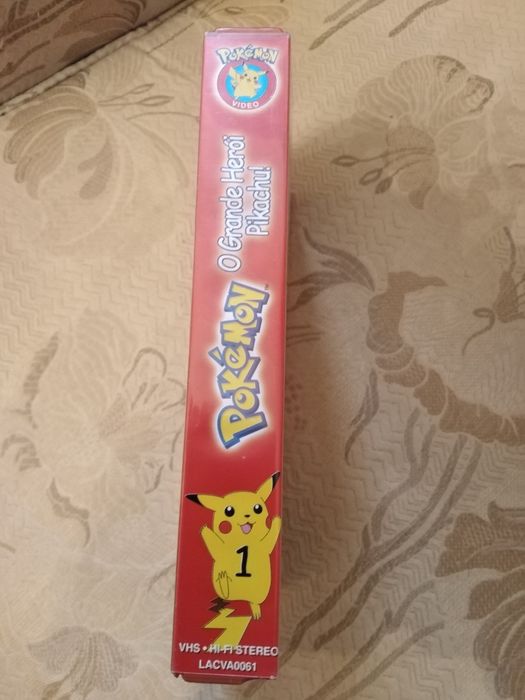 POKéMON
VIDEO
O Grande Herói
Pikachu!
POKéMON
1
VHS • HI-FI STEREO
LACVA0061